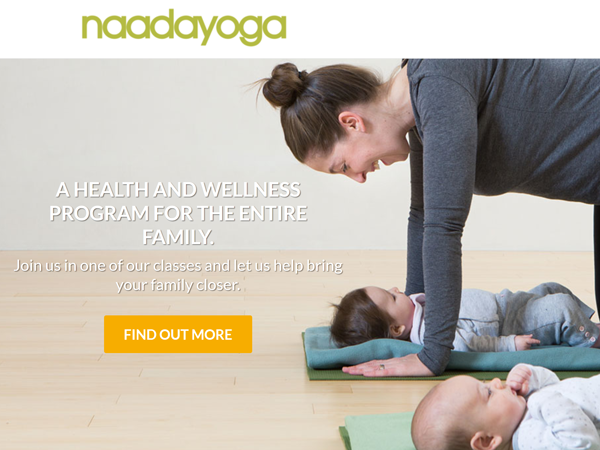 naadayoga
A HEALTH AND WELLNESS
PROGRAM FOR THE ENTIRE
FAMILY.
Join us in one of our classes and let us help bring
your family closer.
FIND OUT MORE